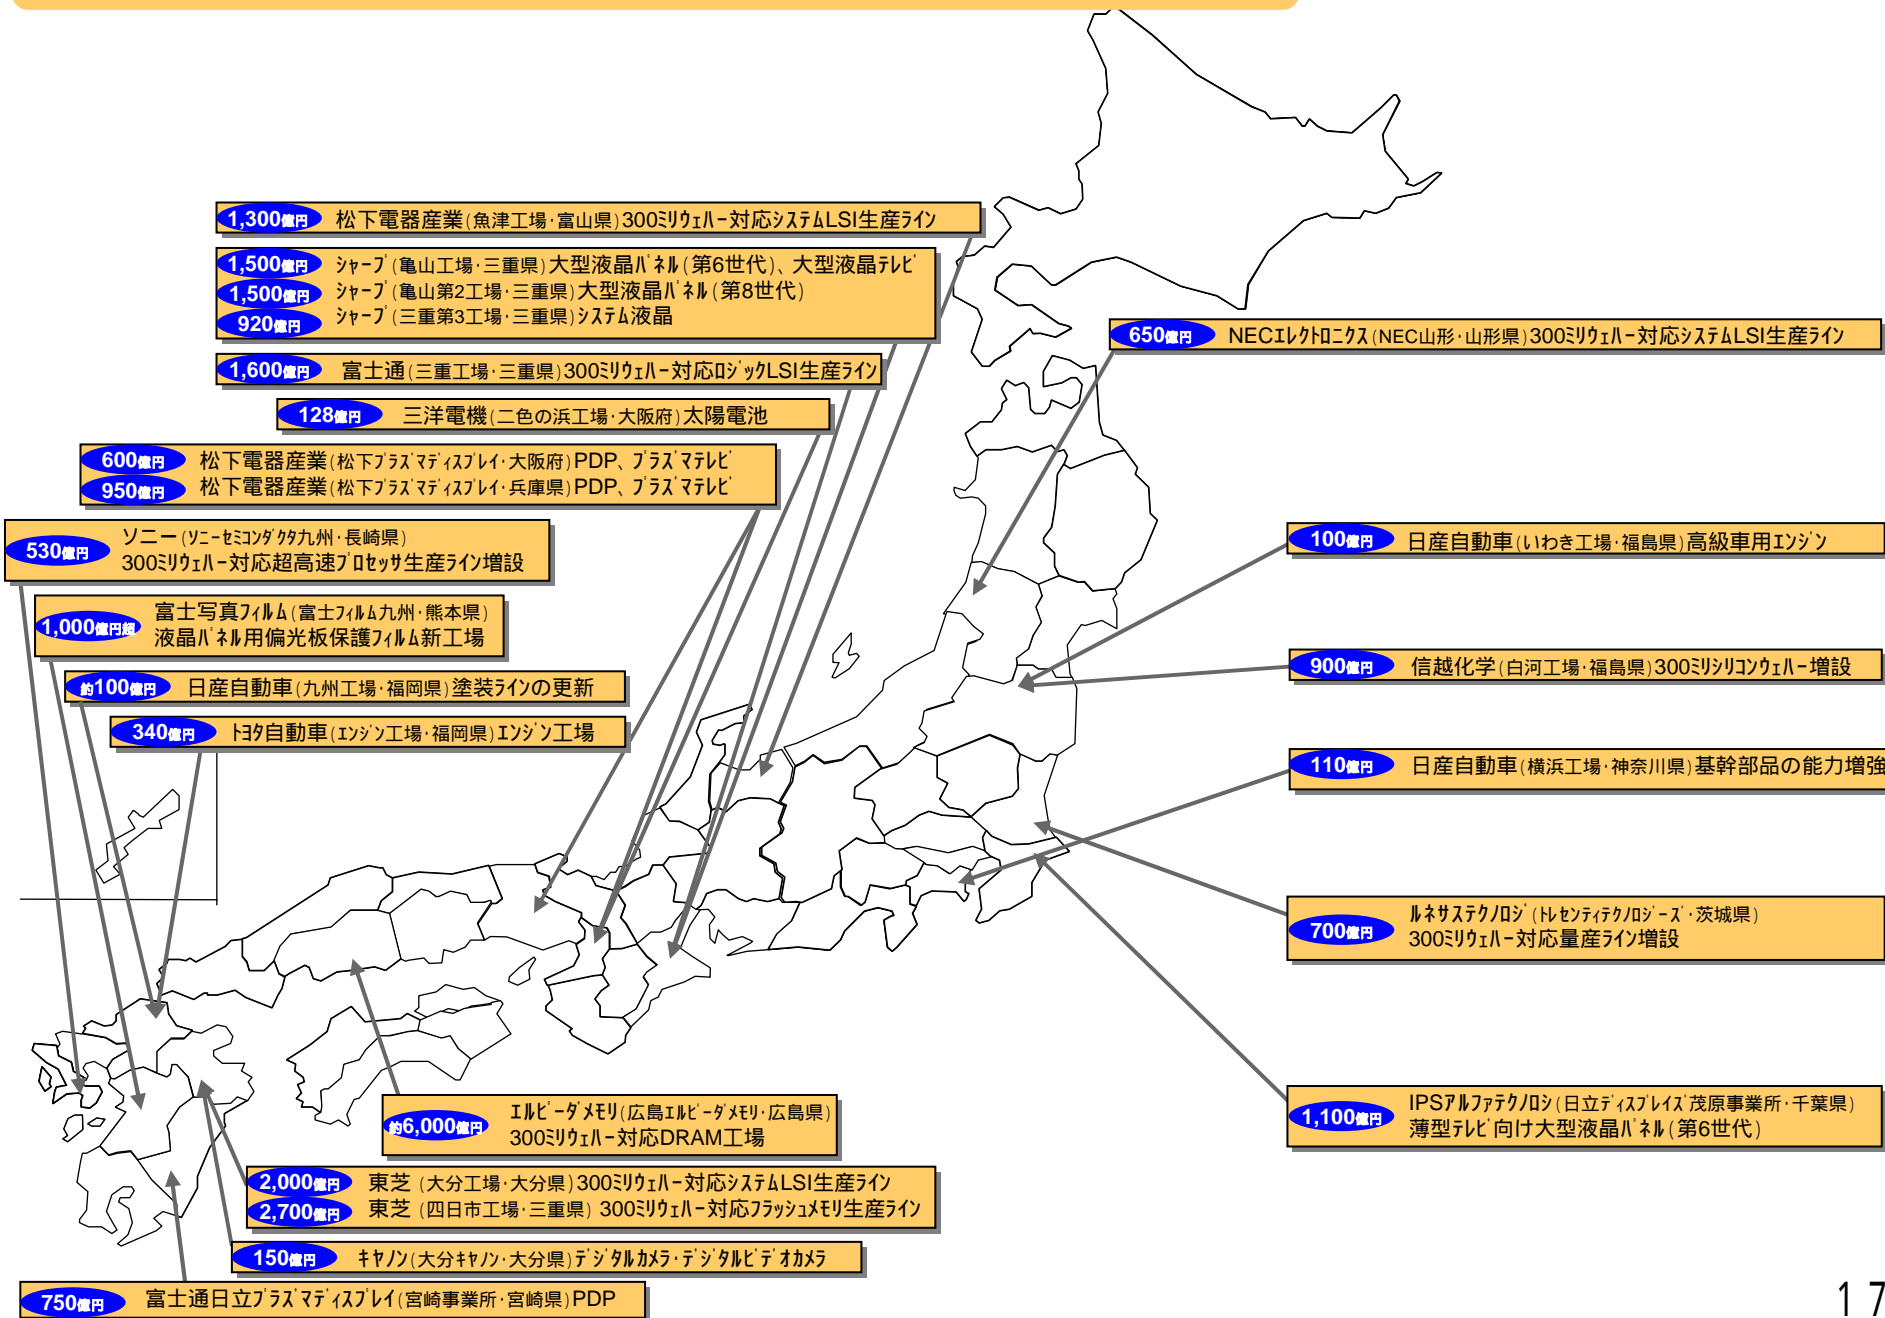 1,300億円 松下電器産業(魚津工場・富山県)300ﾐﾘｳｪﾊｰ対応ｼｽﾃﾑLSI生産ﾗｲﾝ
1,500億円 ｼｬｰﾌﾟ(亀山工場・三重県)大型液晶ﾊﾟﾈﾙ(第6世代)、大型液晶ﾃﾚﾋﾞ
1,500億円 ｼｬｰﾌﾟ(亀山第2工場・三重県)大型液晶ﾊﾟﾈﾙ(第8世代)
920億円 ｼｬｰﾌﾟ(三重第3工場・三重県)ｼｽﾃﾑ液晶
650億円 NECｴﾚｸﾄﾛﾆｸｽ(NEC山形・山形県)300ﾐﾘｳｪﾊｰ対応ｼｽﾃﾑLSI生産ﾗｲﾝ
1,600億円 富士通(三重工場・三重県)300ﾐﾘｳｪﾊｰ対応ﾛｼﾞｯｸLSI生産ﾗｲﾝ
128億円 三洋電機(二色の浜工場・大阪府)太陽電池
600億円 松下電器産業(松下ﾌﾟﾗｽﾞﾏﾃﾞｨｽﾌﾟﾚｲ・大阪府)PDP、ﾌﾟﾗｽﾞﾏﾃﾚﾋﾞ
950億円 松下電器産業(松下ﾌﾟﾗｽﾞﾏﾃﾞｨｽﾌﾟﾚｲ・兵庫県)PDP、ﾌﾟﾗｽﾞﾏﾃﾚﾋﾞ
530億円 ソニー(ｿﾆｰｾﾐｺﾝﾀﾞｸﾀ九州・長崎県)
300ﾐﾘｳｪﾊｰ対応超高速ﾌﾟﾛｾｯｻ生産ﾗｲﾝ増設
100億円 日産自動車(いわき工場・福島県)高級車用ｴﾝｼﾞﾝ
1,000億円超 富士写真ﾌｨﾙﾑ(富士ﾌｨﾙﾑ九州・熊本県)
液晶ﾊﾟﾈﾙ用偏光板保護ﾌｨﾙﾑ新工場
900億円 信越化学(白河工場・福島県)300ﾐﾘｼﾘｺﾝｳｪﾊｰ増設
約100億円 日産自動車(九州工場・福岡県)塗装ﾗｲﾝの更新
340億円 ﾄﾖﾀ自動車(ｴﾝｼﾞﾝ工場・福岡県)ｴﾝｼﾞﾝ工場
110億円 日産自動車(横浜工場・神奈川県)基幹部品の能力増強
700億円 ﾙﾈｻｽﾃｸﾉﾛｼﾞ(ﾄﾚｾﾝﾃｨﾃｸﾉﾛｼﾞｰｽﾞ・茨城県)
300ﾐﾘｳｪﾊｰ対応量産ﾗｲﾝ増設
1,100億円 IPSｱﾙﾌｧﾃｸﾉﾛｼﾞ(日立ﾃﾞｨｽﾌﾟﾚｲｽﾞ茂原事業所・千葉県)
薄型ﾃﾚﾋﾞ向け大型液晶ﾊﾟﾈﾙ(第6世代)
約6,000億円 ｴﾙﾋﾟｰﾀﾞﾒﾓﾘ(広島ｴﾙﾋﾟｰﾀﾞﾒﾓﾘ・広島県)
300ﾐﾘｳｪﾊｰ対応DRAM工場
2,000億円 東芝(大分工場・大分県)300ﾐﾘｳｪﾊｰ対応ｼｽﾃﾑLSI生産ﾗｲﾝ
2,700億円 東芝(四日市工場・三重県)300ﾐﾘｳｪﾊｰ対応ﾌﾗｯｼｭﾒﾓﾘ生産ﾗｲﾝ
150億円 ｷﾔﾉﾝ(大分ｷﾔﾉﾝ・大分県)ﾃﾞｼﾞﾀﾙｶﾒﾗ・ﾃﾞｼﾞﾀﾙﾋﾞﾃﾞｵｶﾒﾗ
750億円 富士通日立ﾌﾟﾗｽﾞﾏﾃﾞｨｽﾌﾟﾚｲ(宮崎事業所・宮崎県)PDP
17